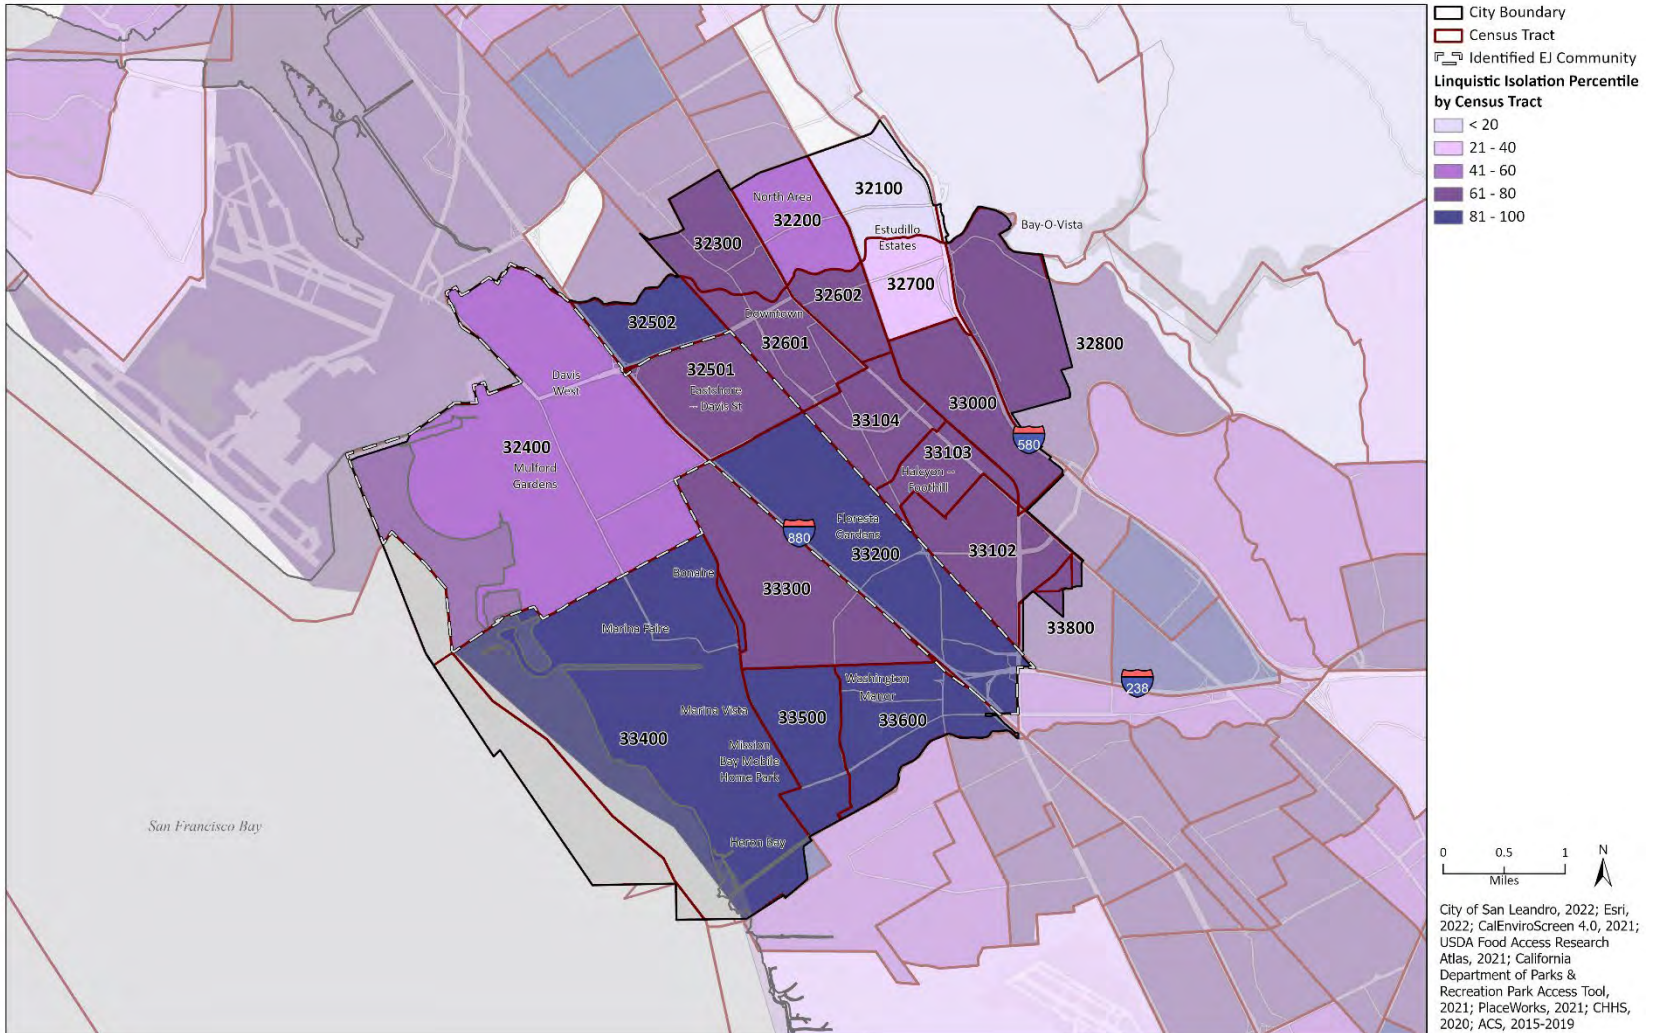 City Boundary
Census Tract
Identified EJ Community
Linquistic Isolation Percentile
by Census Tract
< 20
21 - 40
41 - 60
61 - 80
81 - 100
32100
North Area
32200
Bay-O-Vista
Estudillo
Estates
32300
32700
32602
Downtown
32502
32601
32800
32501
Eastshore
-- Davis St
Davis
West
33000
33104
580
32400
Mulford
Gardens
33103
Halcyon --
Foothill
Floresta
Gardens
880
33200
33102
Bonaire
33300
Marina Faire
33800
Washington
Manor
238
Marina Vista
33500
33600
33400
Mission
Bay Mobile
Home Park
San Francisco Bay
Heron Bay
0 0.5 1
Miles
N
City of San Leandro, 2022; Esri,
2022; CalEnviroScreen 4.0, 2021;
USDA Food Access Research
Atlas, 2021; California
Department of Parks &
Recreation Park Access Tool,
2021; PlaceWorks, 2021; CHHS,
2020; ACS, 2015-2019